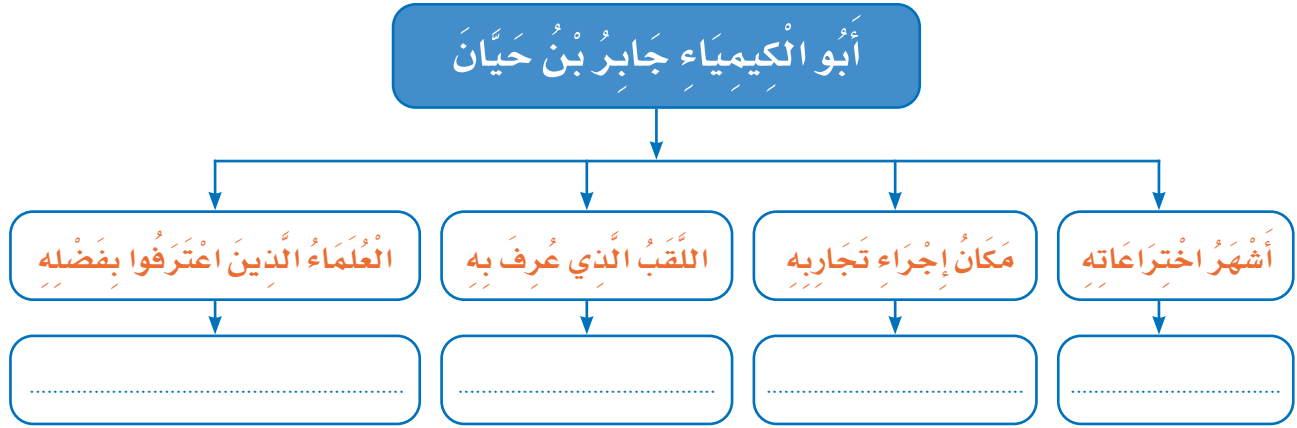 أَبُو الْكِيمِيَاءِ جَابِرُ بْنُ حَيَّانَ
أَشْهَرُ اخْتِرَاعَاتِهِ
مَكَانُ إِجْرَاءِ تَجَارِبِهِ
اللَّقَبُ الَّذِي عُرِفَ بِهِ
الْعُلَمَاءُ الَّذِينَ اعْتَرَفُوا بِفَضْلِهِ